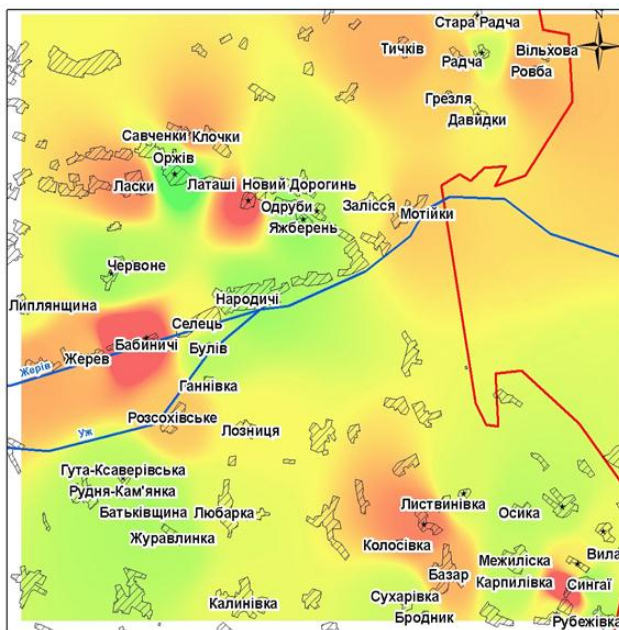 Стара Радча
Тичків
Вільхова
Радча
Ровба
Грезля
Давидки
Савченки
Клочки
Оржів
Ласки
Латаші
Новий Дорогинь
Одруби
Залісся
Мотійки
Яжберень
Червоне
Липлянщина
Народичі
Селець
Бабиничі
Булів
Жерев
Жерів
Ганнівка
Розсохівське
Уж
Лозниця
Гута-Ксаверівська
Рудня-Кам'янка
Батьківщина
Любарка
Журавлинка
Листвинівка
Осика
Колосівка
Вила
Межиліска
Базар
Карпилівка
Сингаї
Калинівка
Сухарівка
Бродник
Рубежівка